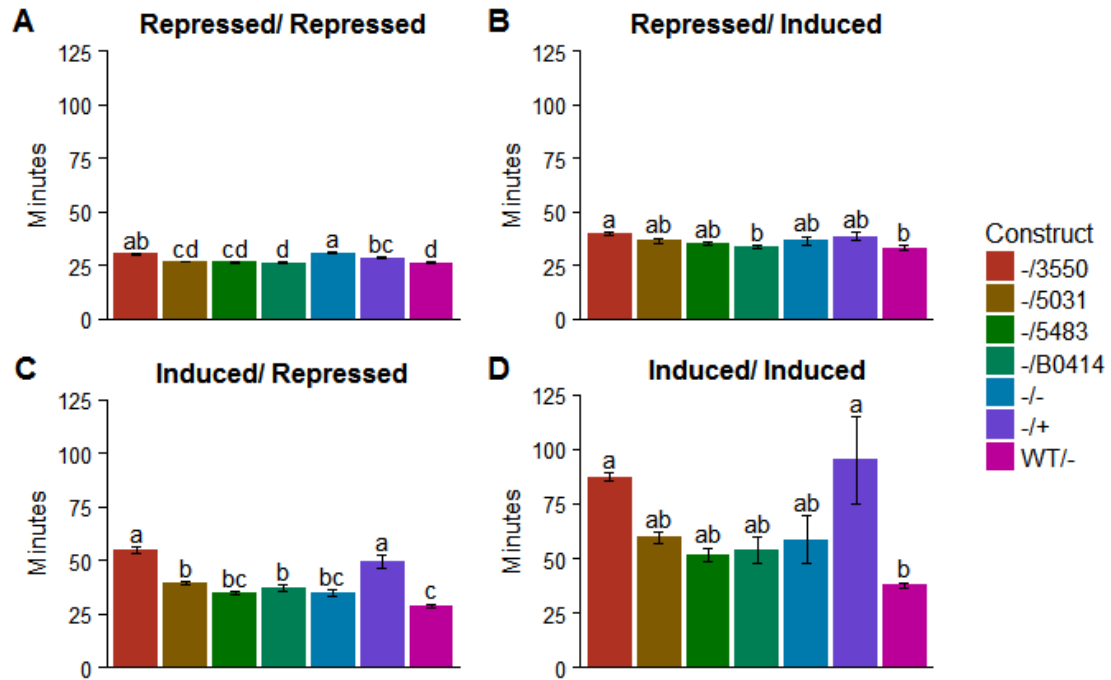 A Repressed/ Repressed
125
100
75
50
25
0
Minutes
ab cd cd d a bc d
B Repressed/ Induced
125
100
75
50
25
0
Minutes
a ab ab b ab ab b
C Induced/ Repressed
125
100
75
50
25
0
Minutes
a b bc b bc a c
D Induced/ Induced
125
100
75
50
25
0
Minutes
a ab ab ab ab a b
Construct
-/3550
-/5031
-/5483
-/B0414
-/-
-/+
WT/-